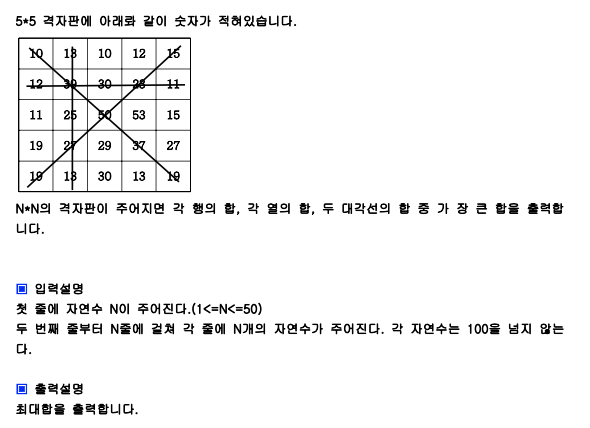 5*5 격자판에 아래롸 같이 숫자가 적혀있습니다.
10 13 10 12 15
12 39 30 23 11
11 25 50 53 15
19 27 29 37 27
19 13 30 13 19
N*N의 격자판이 주어지면 각 행의 합, 각 열의 합, 두 대각선의 합 중 가 장 큰 합을 출력합
니다.
입력설명
첫 줄에 자연수 N이 주어진다.(1<=N<=50)
두 번째 줄부터 N줄에 걸쳐 각 줄에 N개의 자연수가 주어진다. 각 자연수는 100을 넘지 않는
다.
출력설명
최대합을 출력합니다.